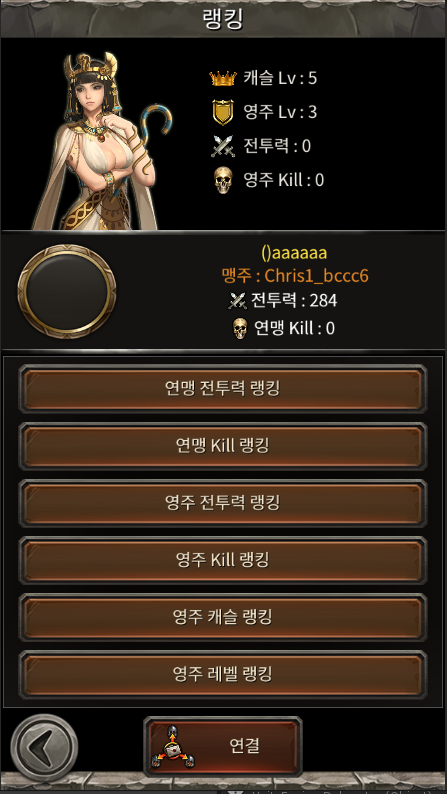 랭킹
캐슬 Lv : 5
영주 Lv : 3
전투력 : 0
영주 Kill : 0
()aaaaaa
맹주 : Chris1_bccc6
전투력 : 284
연맹 Kill : 0
연맹 전투력 랭킹
연맹 Kill 랭킹
영주 전투력 랭킹
영주 Kill 랭킹
영주 캐슬 랭킹
영주 레벨 랭킹
연결